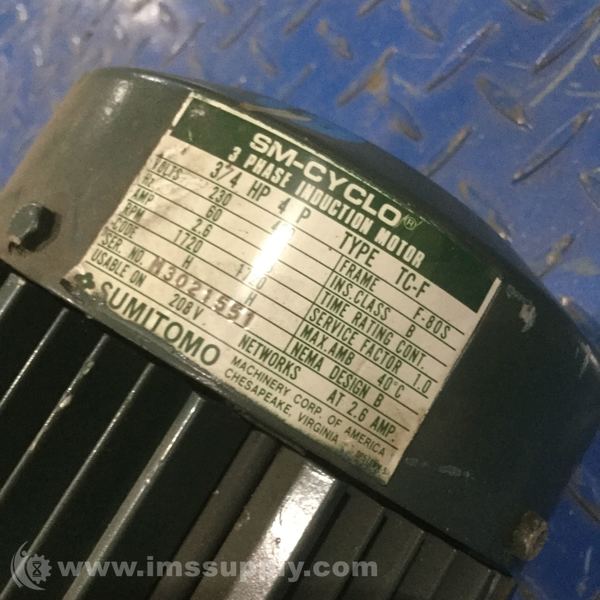 SM-CYCLO®
3 PHASE INDUCTION MOTOR
3/4 HP 4P TYPE TC-F
VOLTS 230 FRAME F-80S
HZ 60 INS.CLASS B
AMP 2.6 TIME RATING CONT.
RPM 1720 SERVICE FACTOR 1.0
CODE H H MAX.AMB 40°C
SER. NO. M3021551 NEMA DESIGN B
USABLE ON 208 V NETWORKS AT 2.6 AMP.
SUMITOMO
MACHINERY CORP. OF AMERICA
CHESAPEAKE, VIRGINIA
www.imssupply.com